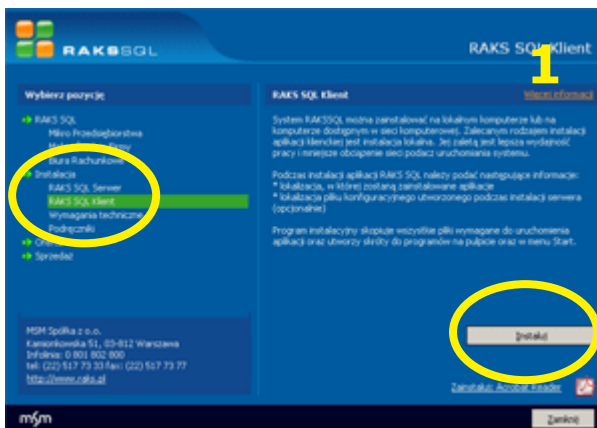 RAKSSQL
RAKS SQL Klient
1
Wybierz pozycję
RAKS SQL
Mikro Przedsiębiorstwa
Firmy
Biura Rachunkowe
Instalacja
RAKS SQL Serwer
RAKS SQL Klient
Wymagania techniczne
Podręczniki
Sprzedaż
RAKS SQL Klient
Więcej informacji
System RAKSSQL można zainstalować na lokalnym komputerze lub na
komputerze dostępnym w sieci komputerowej. Zalecanym rodzajem instalacji
aplikacji klienckiej jest instalacja lokalna. Jej zaletą jest lepsza wydajność
pracy i mniejsze obciążenie sieci podacz uruchomiania systemu.
Podczas instalacji aplikacji RAKS SQL należy podać następujące informacje:
* lokalizacja, w której zostaną zainstalowane aplikacje
* lokalizacja pliku konfiguracyjnego utworzonego podczas instalacji serwera
(opcjonalnie)
Program instalacyjny skopiuje wszystkie pliki wymagane do uruchomienia
aplikacji oraz utworzy skróty do programów na pulpicie oraz w menu Start.
Instaluj
MSM Spółka z o.o.
Kamionkowska 51, 03-812 Warszawa
Infolinia: 0 801 802 800
tel: (22) 517 73 33 fax: (22) 517 73 77
http://www.raks.pl
Zainstaluj: Acrobat Reader
msm
Zamknij